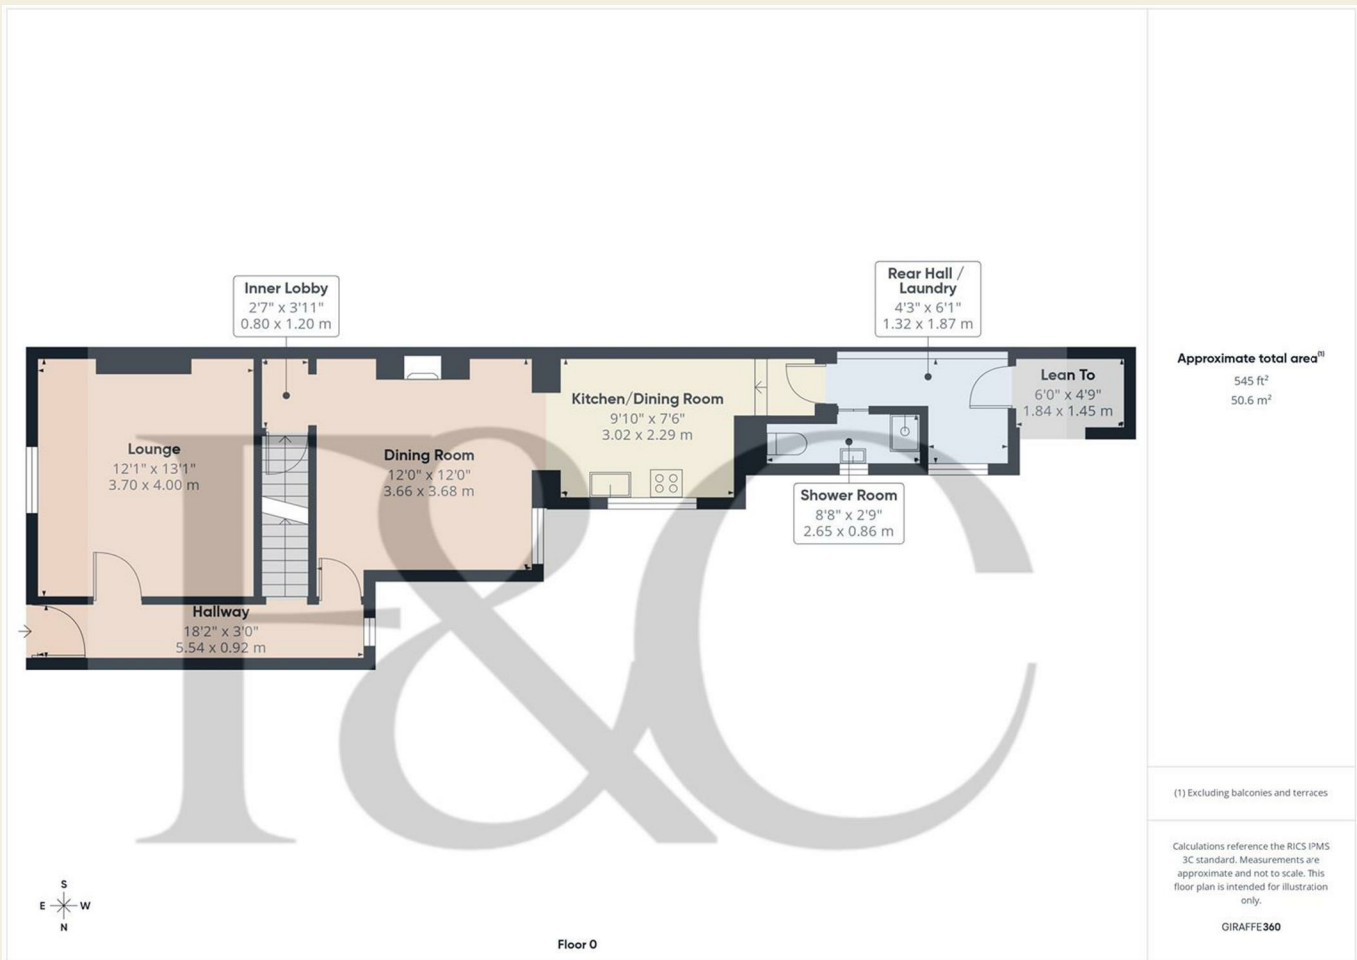 Inner Lobby
2'7" x 3'11"
0.80 x 1.20 m
Rear Hall /
Laundry
4'3" x 6'1"
1.32 x 1.87 m
Lounge
12'1" x 13'1"
3.70 x 4.00 m
Dining Room
12'0" x 12'0"
3.66 x 3.68 m
Kitchen/Dining Room
9'10" x 7'6"
3.02 x 2.29 m
Lean To
6'0" x 4'9"
1.84 x 1.45 m
Shower Room
8'8" x 2'9"
2.65 x 0.86 m
Hallway
18'2" x 3'0"
5.54 x 0.92 m
F&C
S
E W
N
Floor 0
Approximate total area(1)
545 ft²
50.6 m²
(1) Excluding balconies and terraces
Calculations reference the RICS IPMS
3C standard. Measurements are
approximate and not to scale. This
floor plan is intended for illustration
only.
GIRAFFE360